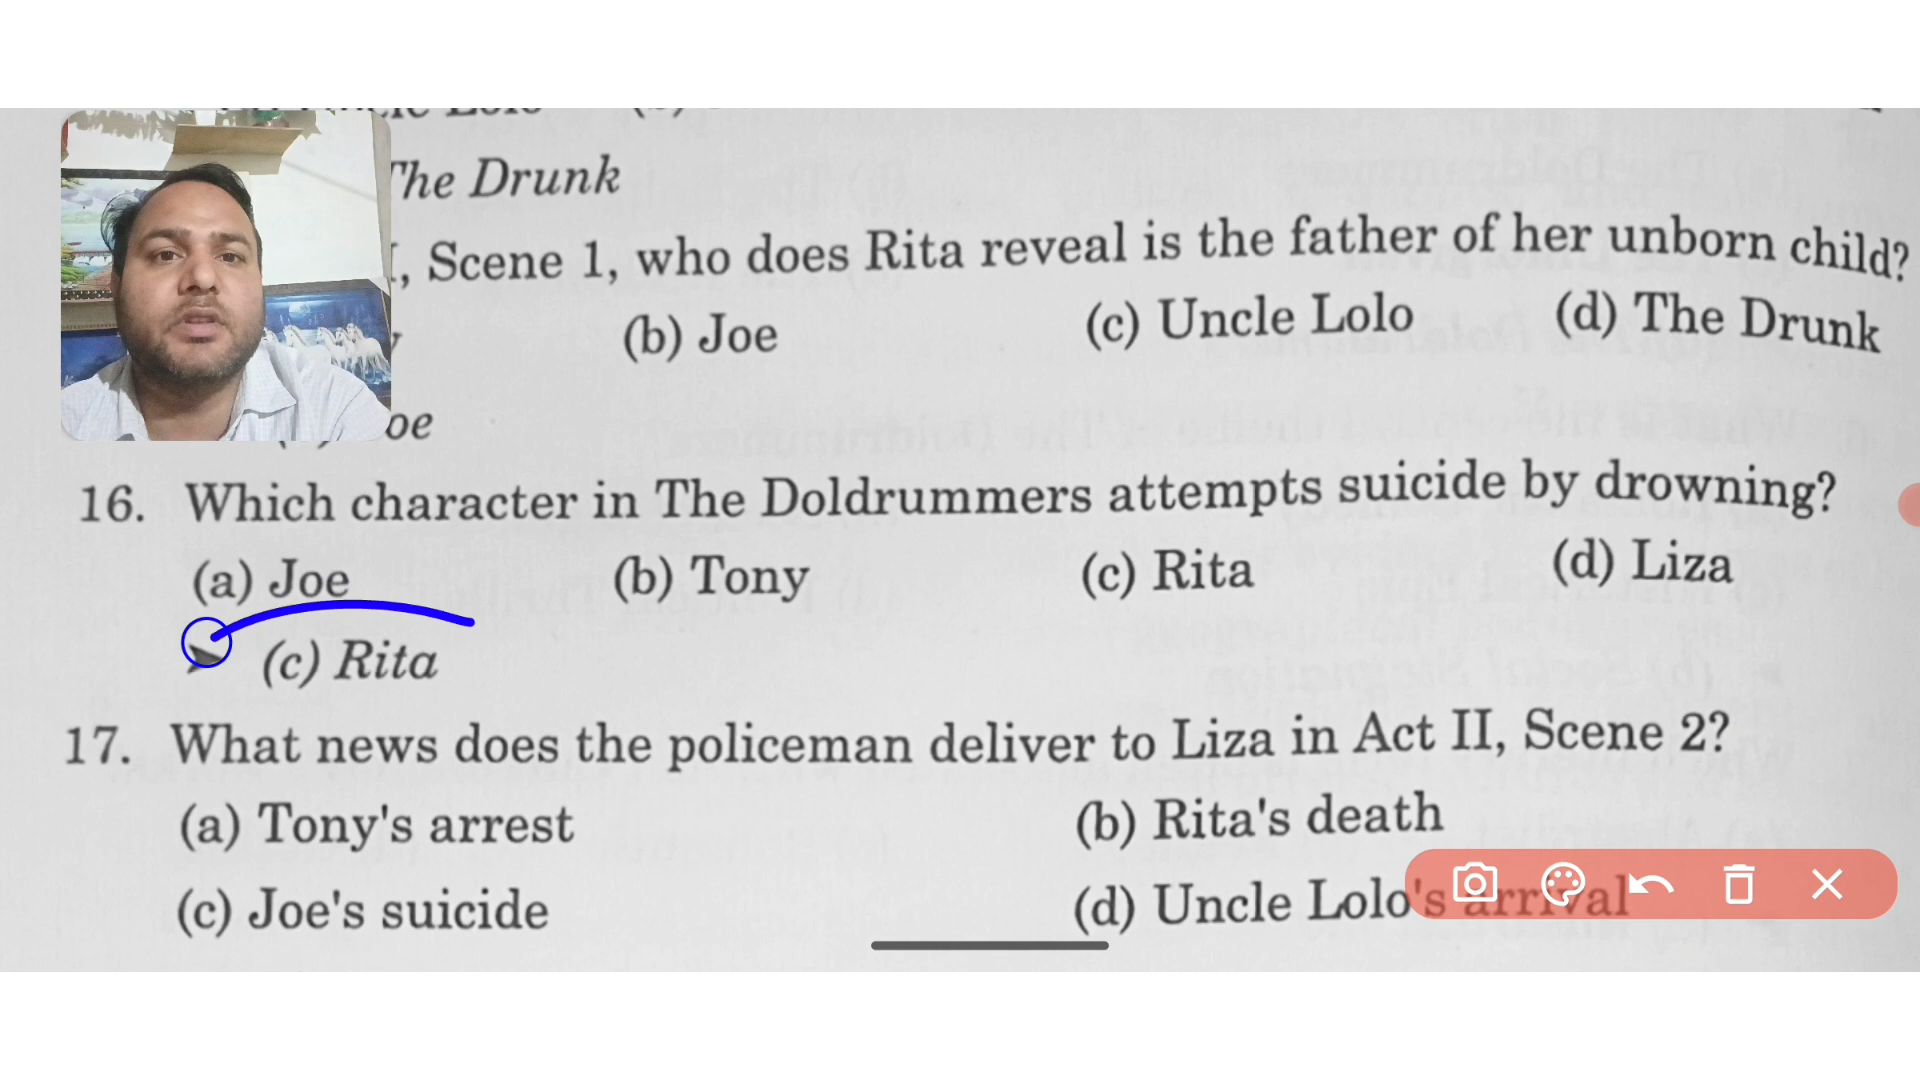 The Drunk
, Scene 1, who does Rita reveal is the father of her unborn child?
(b) Joe (c) Uncle Lolo (d) The Drunk
oe
16. Which character in The Doldrummers attempts suicide by drowning?
(a) Joe (b) Tony (c) Rita (d) Liza
(c) Rita
17. What news does the policeman deliver to Liza in Act II, Scene 2?
(a) Tony's arrest (b) Rita's death
(c) Joe's suicide (d) Uncle Lolo's arrival